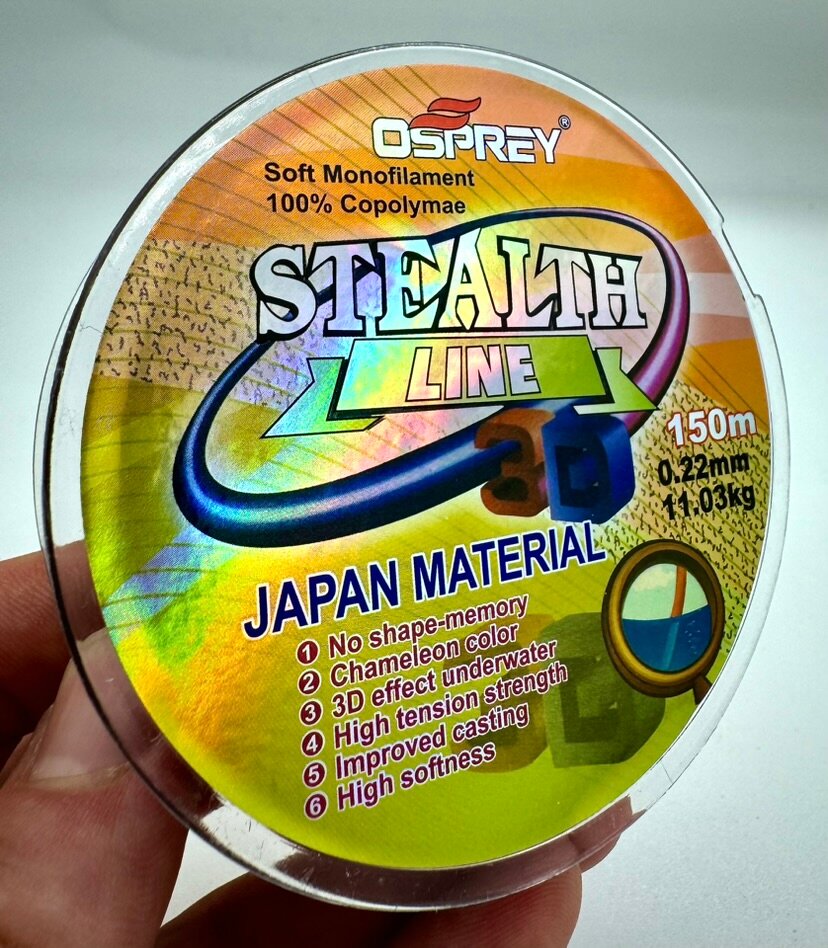 OSPREY®
Soft Monofilament
100% Copolymae
STEALTH
LINE
3D
150m
0.22mm
11.03kg
JAPAN MATERIAL
1 No shape-memory
2 Chameleon color
3 3D effect underwater
4 High tension strength
5 Improved casting
6 High softness
3D